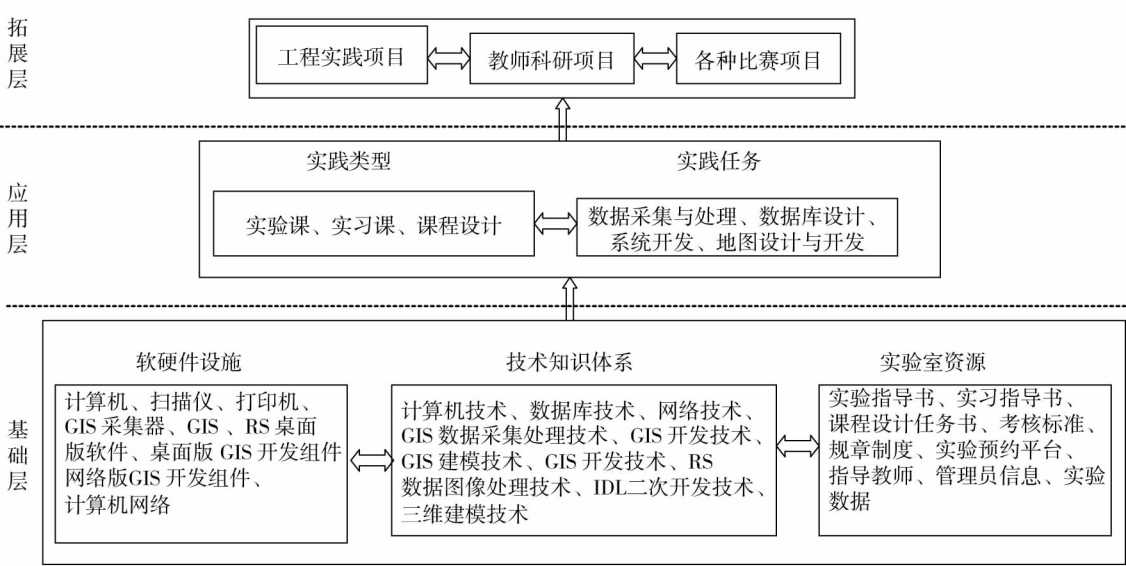 拓展层
工程实践项目
教师科研项目
各种比赛项目
应用层
实践类型
实践任务
实验课、实习课、课程设计
数据采集与处理、数据库设计、
系统开发、地图设计与开发
基础层
软硬件设施
计算机、扫描仪、打印机、
GIS 采集器、GIS 、RS 桌面
版软件、桌面版 GIS 开发组件
网络版GIS 开发组件、
计算机网络
技术知识体系
计算机技术、数据库技术、网络技术、
GIS 数据采集处理技术、GIS 开发技术、
GIS 建模技术、GIS 开发技术、RS
数据图像处理技术、IDL二次开发技术、
三维建模技术
实验室资源
实验指导书、实习指导书、
课程设计任务书、考核标准、
规章制度、实验预约平台、
指导教师、管理员信息、实验
数据